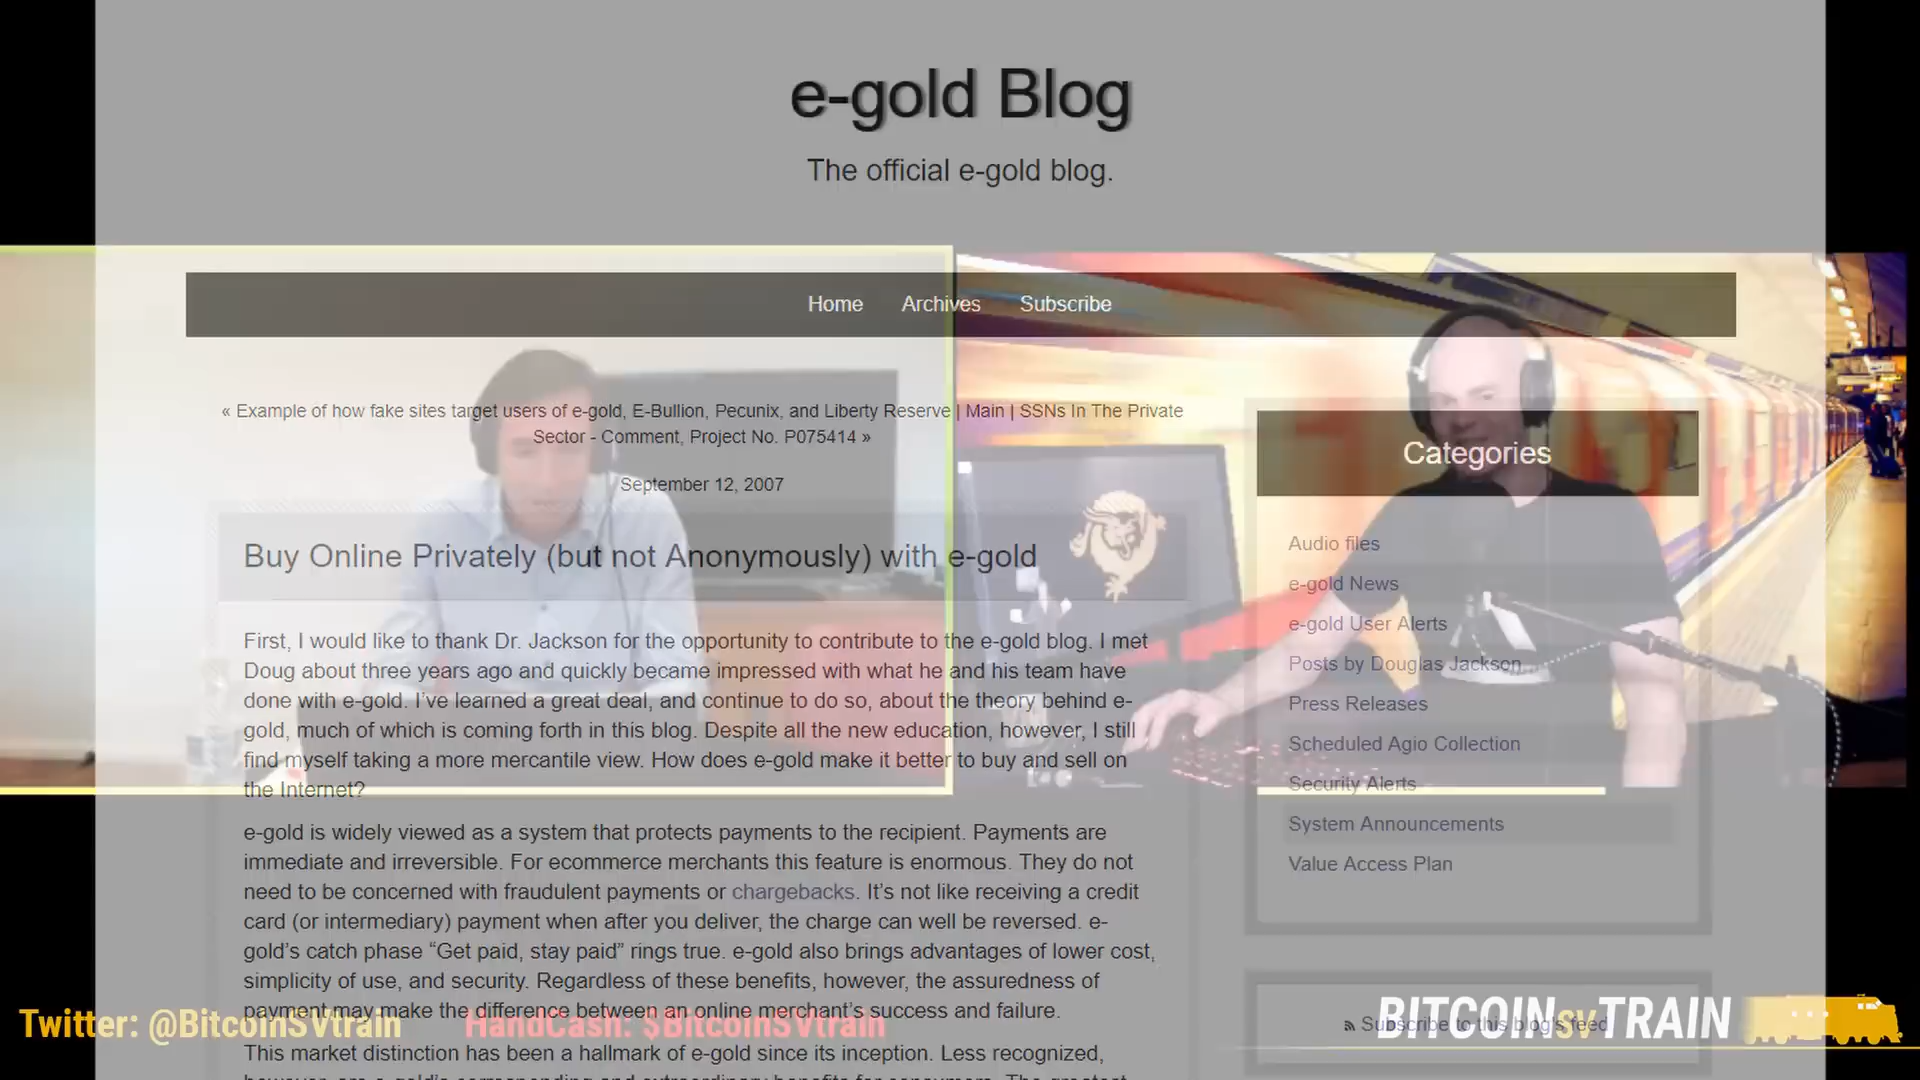 e-gold Blog
The official e-gold blog.
Home Archives Subscribe
« Example of how fake sites target users of e-gold, E-Bullion, Pecunix, and Liberty Reserve | Main | SSNs In The Private
Sector - Comment, Project No. P075414 »
September 12, 2007
Buy Online Privately (but not Anonymously) with e-gold
First, I would like to thank Dr. Jackson for the opportunity to contribute to the e-gold blog. I met
Doug about three years ago and quickly became impressed with what he and his team have
done with e-gold. I’ve learned a great deal, and continue to do so, about the theory behind e-
gold, much of which is coming forth in this blog. Despite all the new education, however, I still
find myself taking a more mercantile view. How does e-gold make it better to buy and sell on
the Internet?
e-gold is widely viewed as a system that protects payments to the recipient. Payments are
immediate and irreversible. For ecommerce merchants this feature is enormous. They do not
need to be concerned with fraudulent payments or chargebacks. It’s not like receiving a credit
card (or intermediary) payment when after you deliver, the charge can well be reversed. e-
gold’s catch phase “Get paid, stay paid” rings true. e-gold also brings advantages of lower cost,
simplicity of use, and security. Regardless of these benefits, however, the assuredness of
payment may make the difference between an online merchant’s success and failure.
This market distinction has been a hallmark of e-gold since its inception. Less recognized,
Categories
Audio files
e-gold News
e-gold User Alerts
Posts by Douglas Jackson
Press Releases
Scheduled Agio Collection
Security Alerts
System Announcements
Value Access Plan
Subscribe to this blog's feed
Twitter: @BitcoinSVtrain HandCash: $BitcoinSVtrain
BITCOIN SV TRAIN